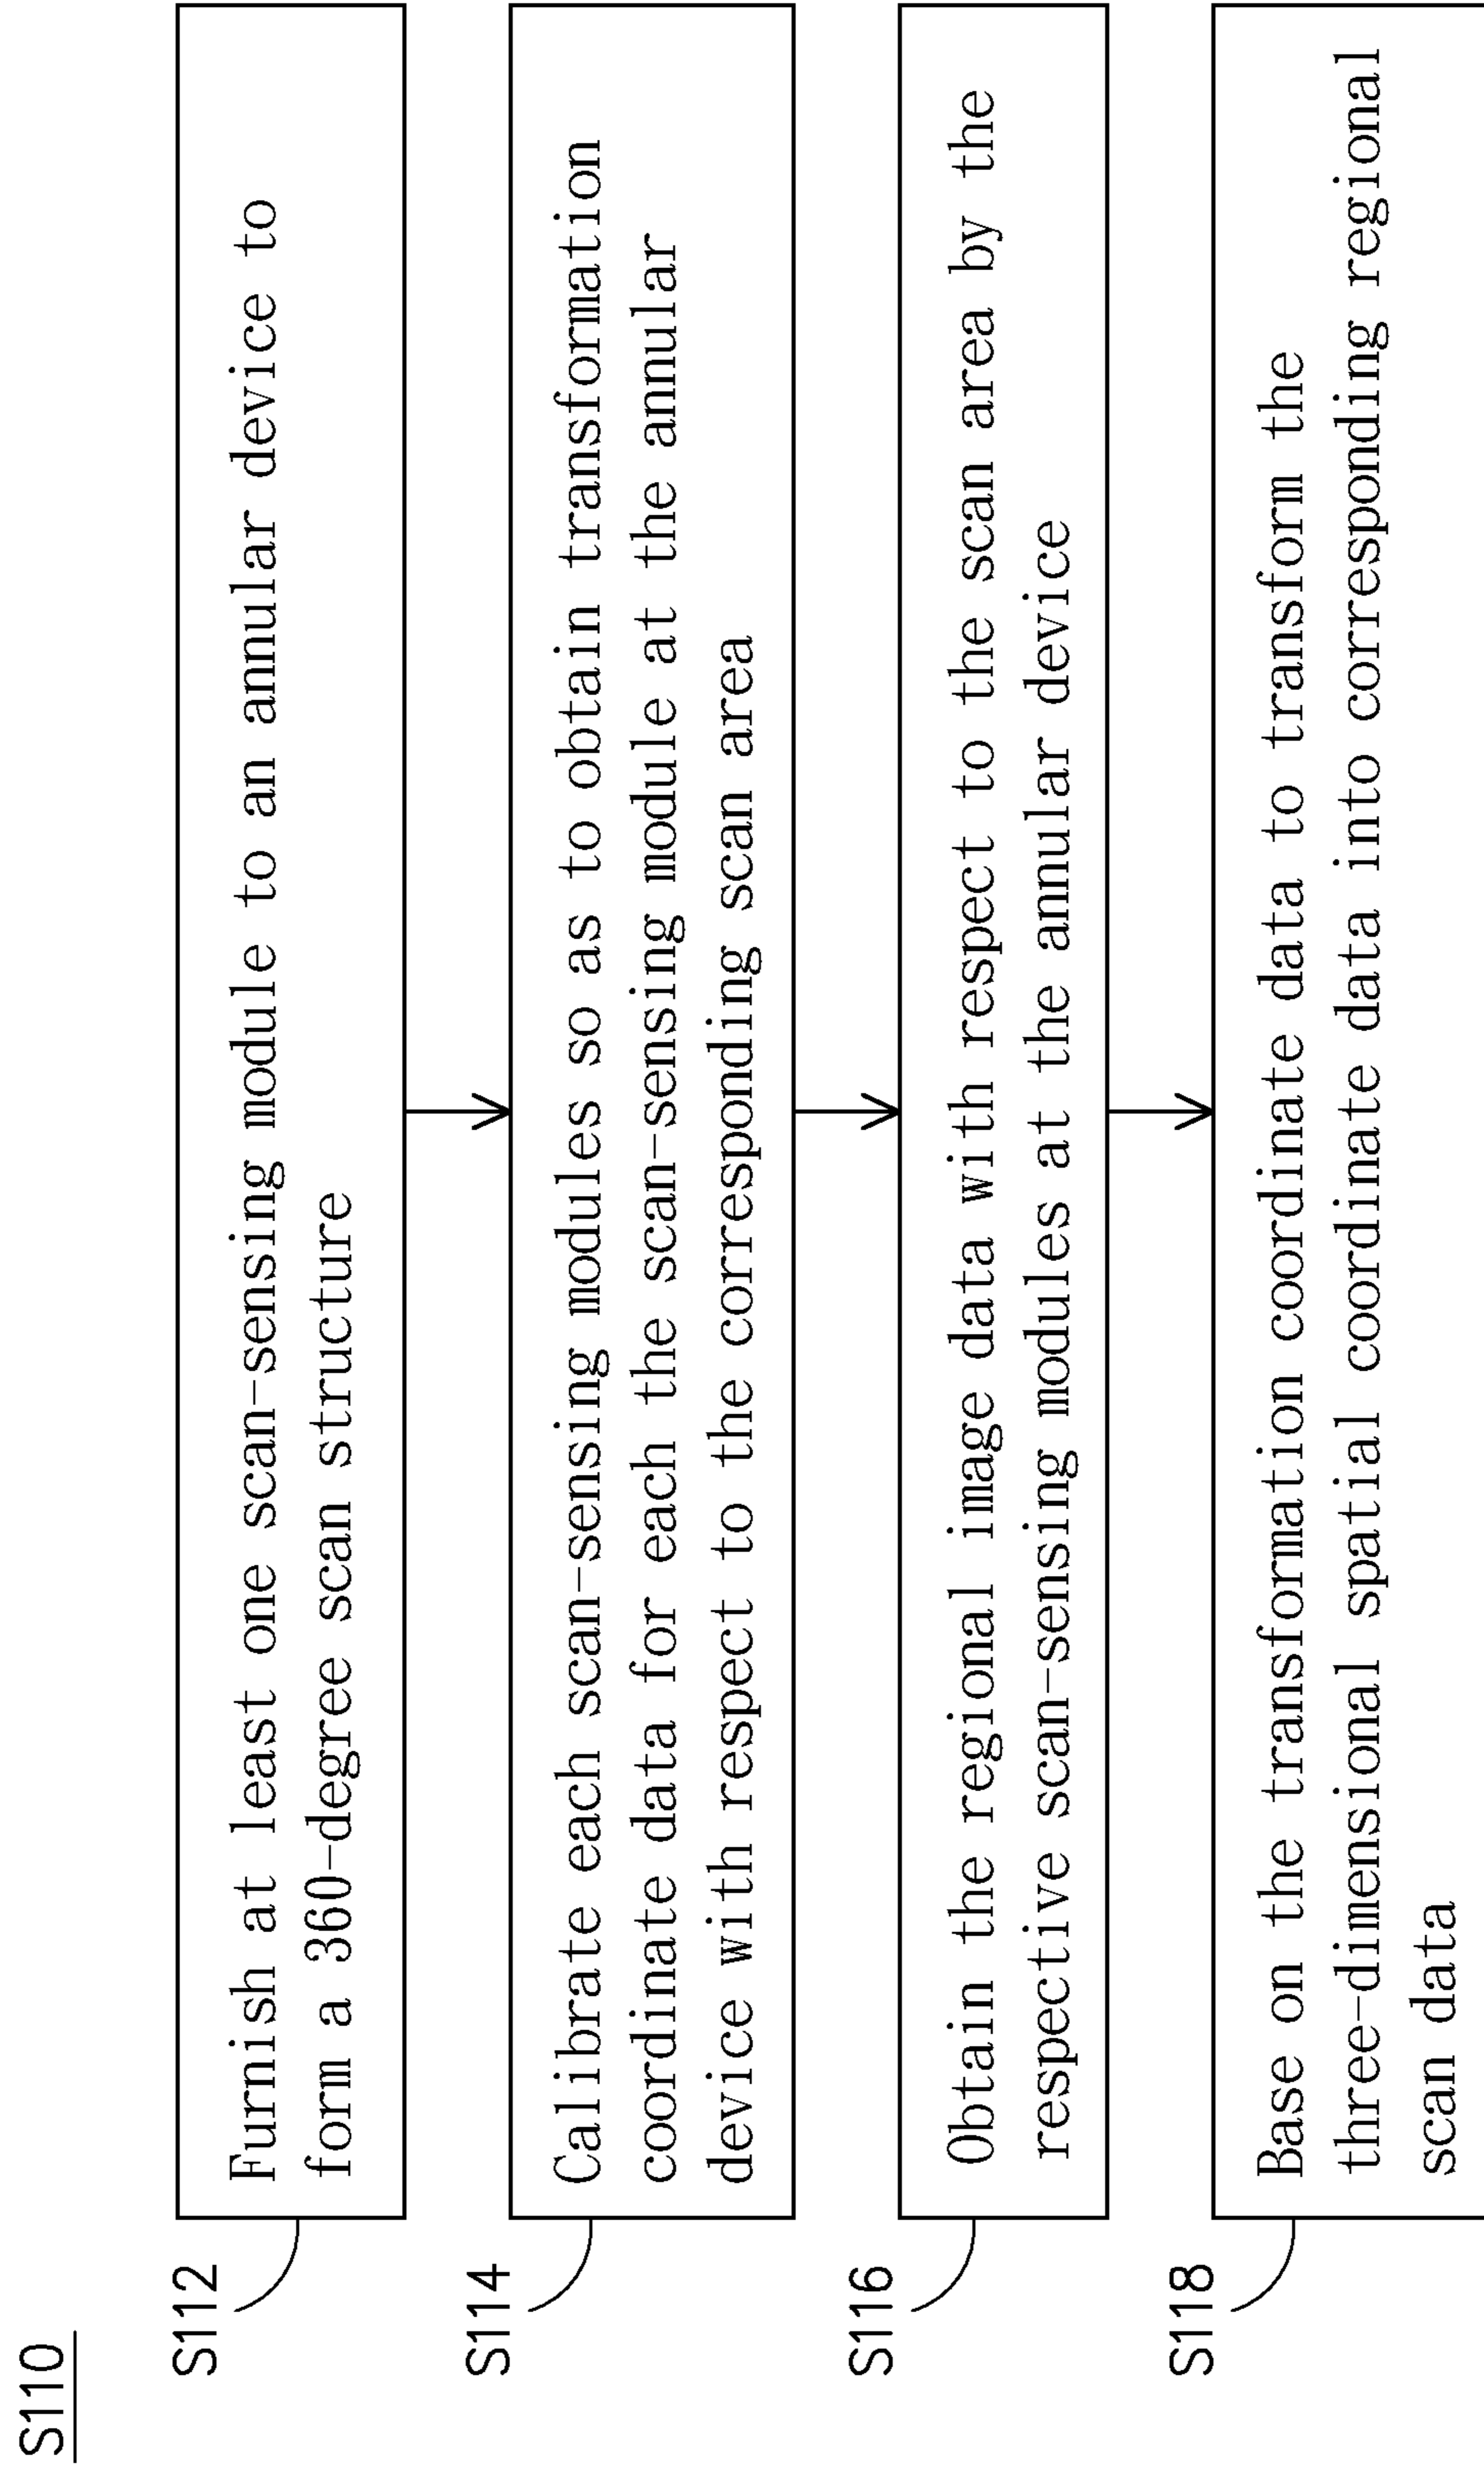 S110
S112
Furnish at least one scan-sensing module to an annular device to
form a 360-degree scan structure
S114
Calibrate each scan-sensing modules so as to obtain transformation
coordinate data for each the scan-sensing module at the annular
device with respect to the corresponding scan area
S116
Obtain the regional image data with respect to the scan area by the
respective scan-sensing modules at the annular device
S118
Base on the transformation coordinate data to transform the
three-dimensional spatial coordinate data into corresponding regional
scan data